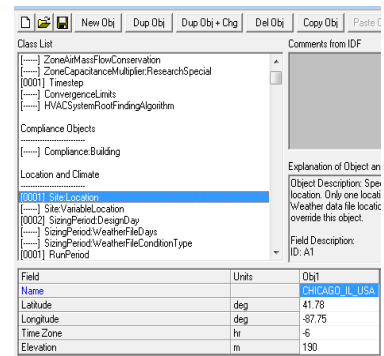 New Obj Dup Obj Dup Obj + Chg Del Obj Copy Obj Paste
Class List
Comments from IDF
[------] ZoneAirMassFlowConservation
[------] ZoneCapacitanceMultiplier:ResearchSpecial
[0001] Timestep
[------] ConvergenceLimits
[------] HVACSystemRootFindingAlgorithm
Compliance Objects
-------------------------
[------] Compliance:Building
Location and Climate
-------------------------
[0001] Site:Location
[------] Site:VariableLocation
[0002] SizingPeriod:DesignDay
[------] SizingPeriod:WeatherFileDays
[------] SizingPeriod:WeatherFileConditionType
[0001] RunPeriod
Explanation of Object an
Object Description: Spe
location. Only one locati
Weather data file locatio
override this object.
Field Description:
ID: A1
Field Units Obj1
Name CHICAGO_IL_USA
Latitude deg 41.78
Longitude deg -87.75
Time Zone hr -6
Elevation m 190